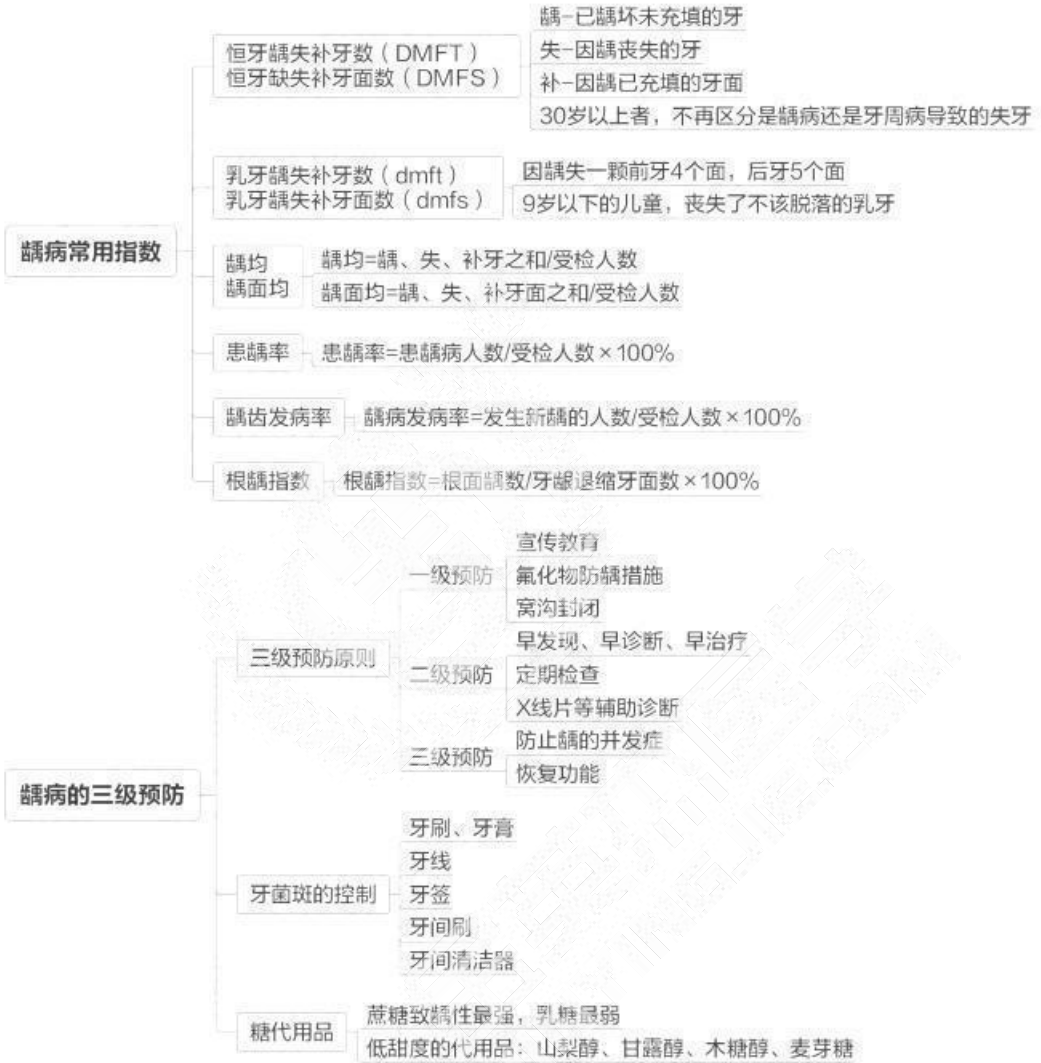 龋病常用指数
恒牙龋失补牙数（DMFT）
恒牙缺失补牙面数（DMFS）
龋-已龋坏未充填的牙
失-因龋丧失的牙
补-因龋已充填的牙面
30岁以上者，不再区分是龋病还是牙周病导致的失牙
乳牙龋失补牙数（dmft）
乳牙龋失补牙面数（dmfs）
因龋失一颗前牙4个面，后牙5个面
9岁以下的儿童，丧失了不该脱落的乳牙
龋均
龋面均
龋均=龋、失、补牙之和/受检人数
龋面均=龋、失、补牙面之和/受检人数
患龋率
患龋率=患龋病人数/受检人数×100%
龋齿发病率
龋病发病率=发生新龋的人数/受检人数×100%
根龋指数
根龋指数=根面龋数/牙龈退缩牙面数×100%
龋病的三级预防
三级预防原则
一级预防
宣传教育
氟化物防龋措施
窝沟封闭
二级预防
早发现、早诊断、早治疗
定期检查
X线片等辅助诊断
三级预防
防止龋的并发症
恢复功能
牙菌斑的控制
牙刷、牙膏
牙线
牙签
牙间刷
牙间清洁器
糖代用品
蔗糖致龋性最强，乳糖最弱
低甜度的代用品：山梨醇、甘露醇、木糖醇、麦芽糖